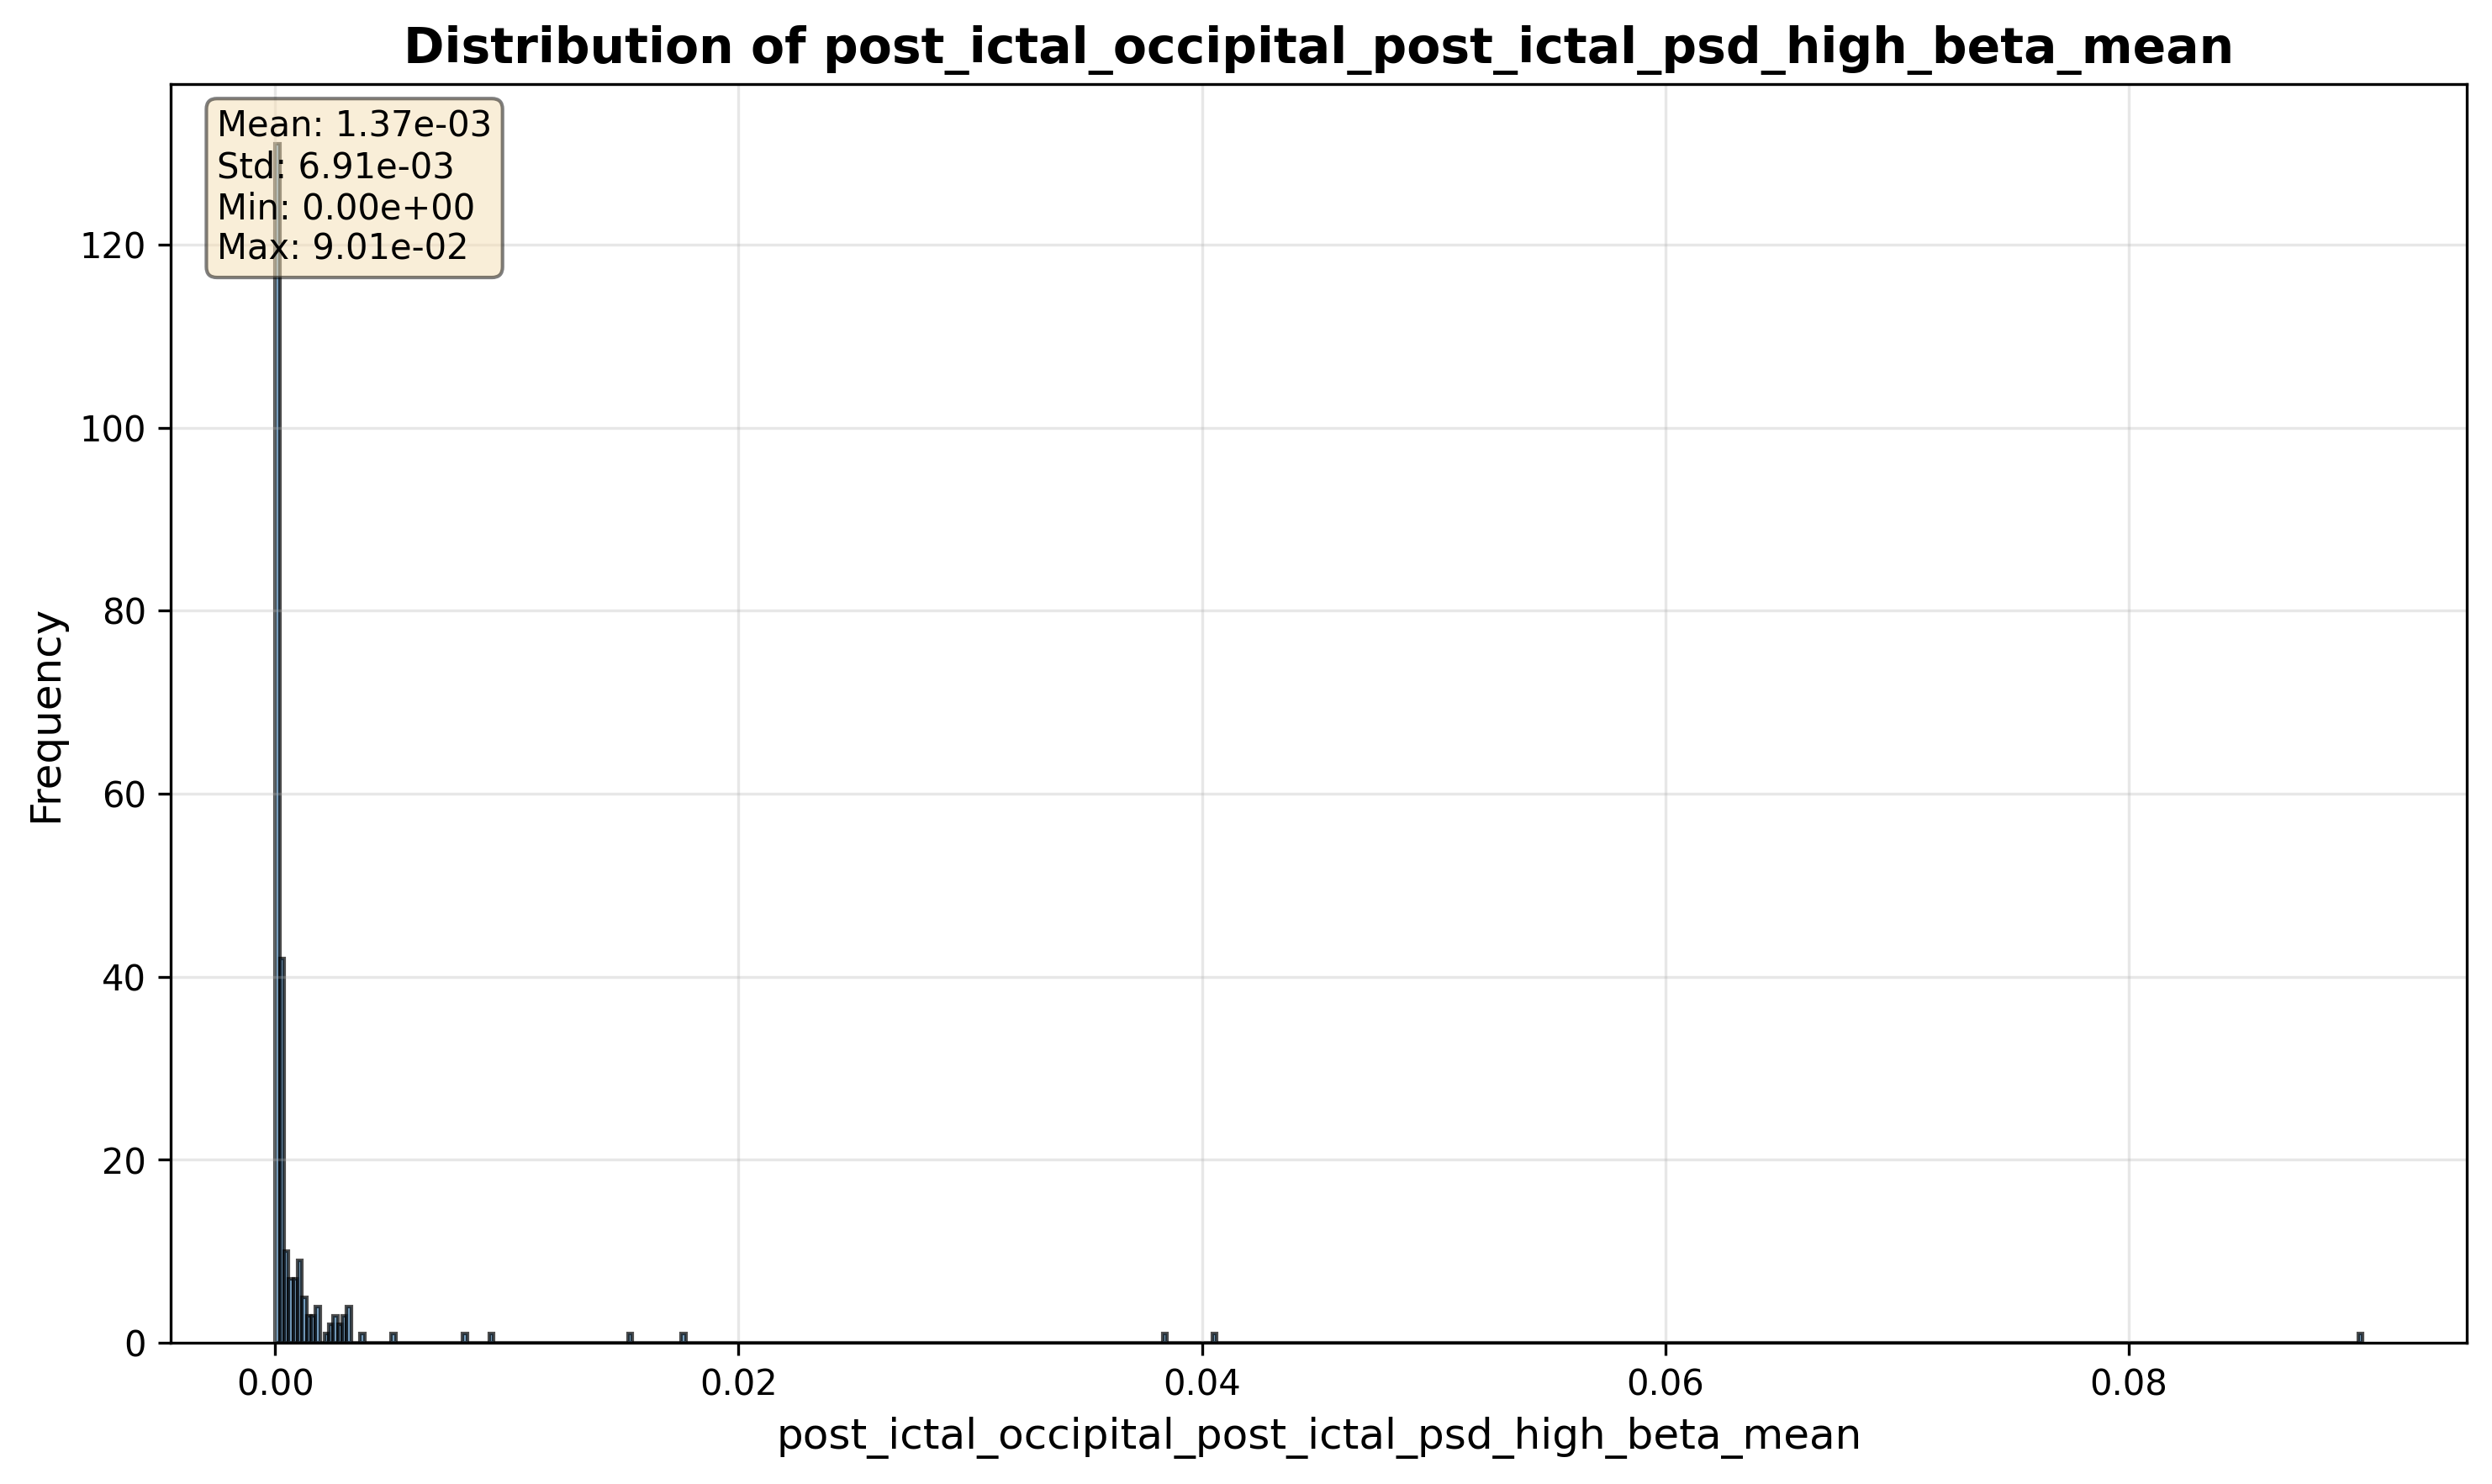 Distribution of post_ictal_occipital_post_ictal_psd_high_beta_mean
Mean: 1.37e-03
Std: 6.91e-03
Min: 0.00e+00
Max: 9.01e-02
Frequency
120
100
80
60
40
20
0
0.00 0.02 0.04 0.06 0.08
post_ictal_occipital_post_ictal_psd_high_beta_mean